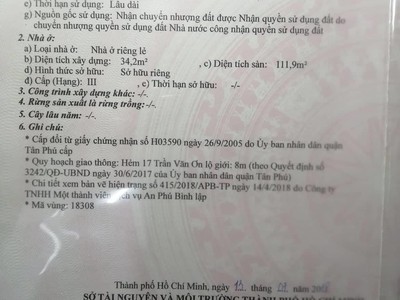 e) Thời hạn sử dụng: Lâu dài
g) Nguồn gốc sử dụng: Nhận chuyển nhượng đất được Nhận quyền sử dụng đất do
chuyển nhượng quyền sử dụng đất Nhà nước công nhận quyền sử dụng đất
2. Nhà ở:
a) Loại nhà ở: Nhà ở riêng lẻ
b) Diện tích xây dựng: 34,2m² , c) Diện tích sàn: 111,9m²
d) Hình thức sở hữu: Sở hữu riêng
đ) Cấp (Hạng): III , e) Thời hạn sở hữu: -/-
3. Công trình xây dựng khác: -/-
4. Rừng sản xuất là rừng trồng: -/-
5. Cây lâu năm: -/-
6. Ghi chú:
* Cấp đổi từ giấy chứng nhận số H03590 ngày 26/9/2005 do Ủy ban nhân dân quận
Tân Phú cấp
* Quy hoạch giao thông: Hẻm 17 Trần Văn Ơn lộ giới: 8m (theo Quyết định số
3242/QĐ-UBND ngày 30/6/2017 của Ủy ban nhân dân quận Tân Phú)
* Chi tiết xem bản vẽ hiện trạng số 415/2018/APB-TP ngày 14/4/2018 do Công ty
TNHH Một thành viên Dịch vụ An Phú Bình lập
* Mã vùng: 18308
Thành phố Hồ Chí Minh, ngày tháng năm
SỞ TÀI NGUYÊN VÀ MÔI TRƯỜNG THÀNH PHỐ HỒ CHÍ MINH